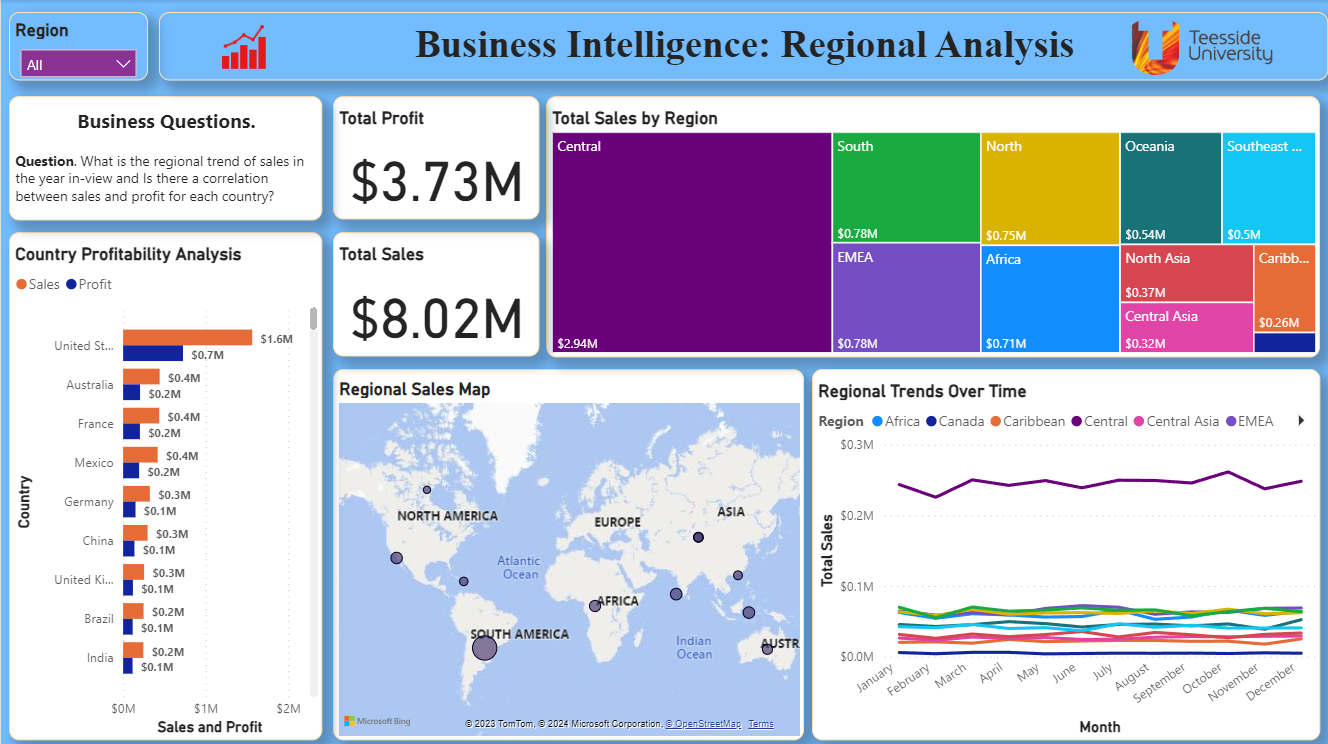 Region
All
Business Intelligence: Regional Analysis
Teesside
University
Business Questions.
Question. What is the regional trend of sales in
the year in-view and Is there a correlation
between sales and profit for each country?
Total Profit
$3.73M
Total Sales
$8.02M
Total Sales by Region
Central
$2.94M
South
$0.78M
EMEA
$0.78M
North
$0.75M
Africa
$0.71M
Oceania
$0.54M
Southeast ...
$0.5M
North Asia
$0.37M
Central Asia
$0.32M
Caribb...
$0.26M
Country Profitability Analysis
Sales Profit
Country
United St...
$1.6M
$0.7M
Australia
$0.4M
$0.2M
France
$0.4M
$0.2M
Mexico
$0.4M
$0.2M
Germany
$0.3M
$0.1M
China
$0.3M
$0.1M
United Ki...
$0.3M
$0.1M
Brazil
$0.2M
$0.1M
India
$0.2M
$0.1M
$0M $1M $2M
Sales and Profit
Regional Sales Map
NORTH AMERICA
EUROPE
ASIA
Atlantic
Ocean
AFRICA
SOUTH AMERICA
Indian
Ocean
AUSTR
Microsoft Bing
© 2023 TomTom, © 2024 Microsoft Corporation, © OpenStreetMap Terms
Regional Trends Over Time
Region Africa Canada Caribbean Central Central Asia EMEA
Total Sales
$0.3M
$0.2M
$0.1M
$0.0M
January February March April May June July August September October November December
Month